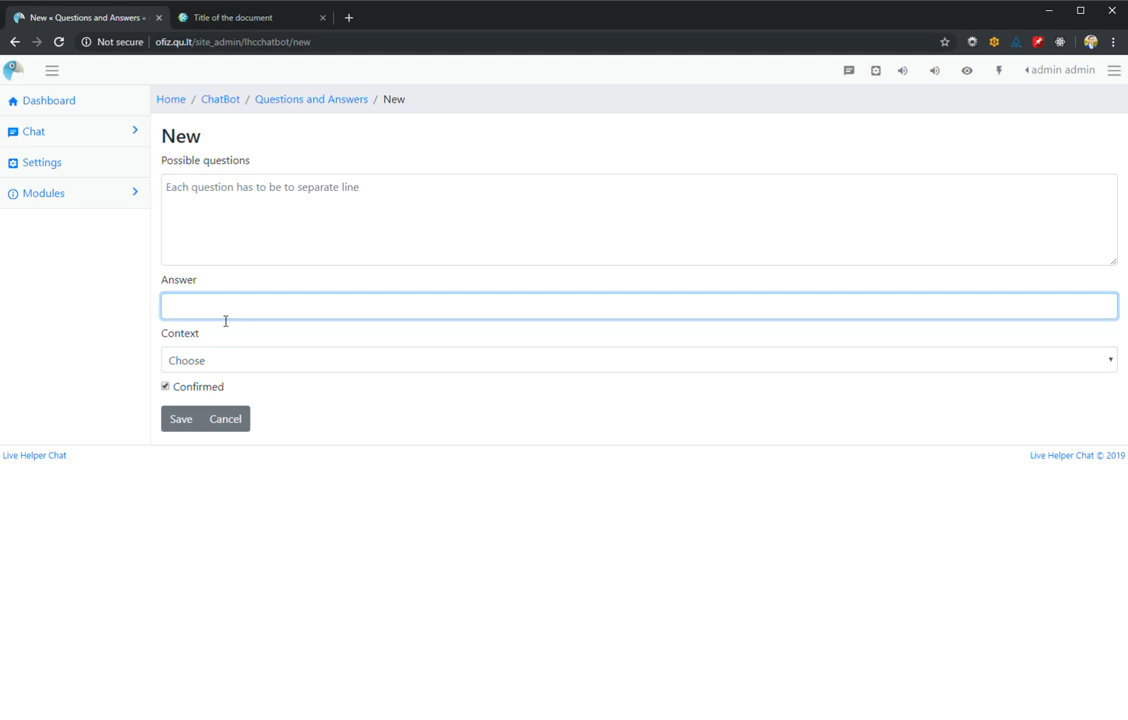 New « Questions and Answers «
Title of the document
Not secure
ofiz.qu.lt/site_admin/lhcchatbot/new
admin admin
Dashboard
Chat
Settings
Modules
Home / ChatBot / Questions and Answers / New
New
Possible questions
Each question has to be to separate line
Answer
Context
Choose
Confirmed
Save
Cancel
Live Helper Chat
Live Helper Chat © 2019